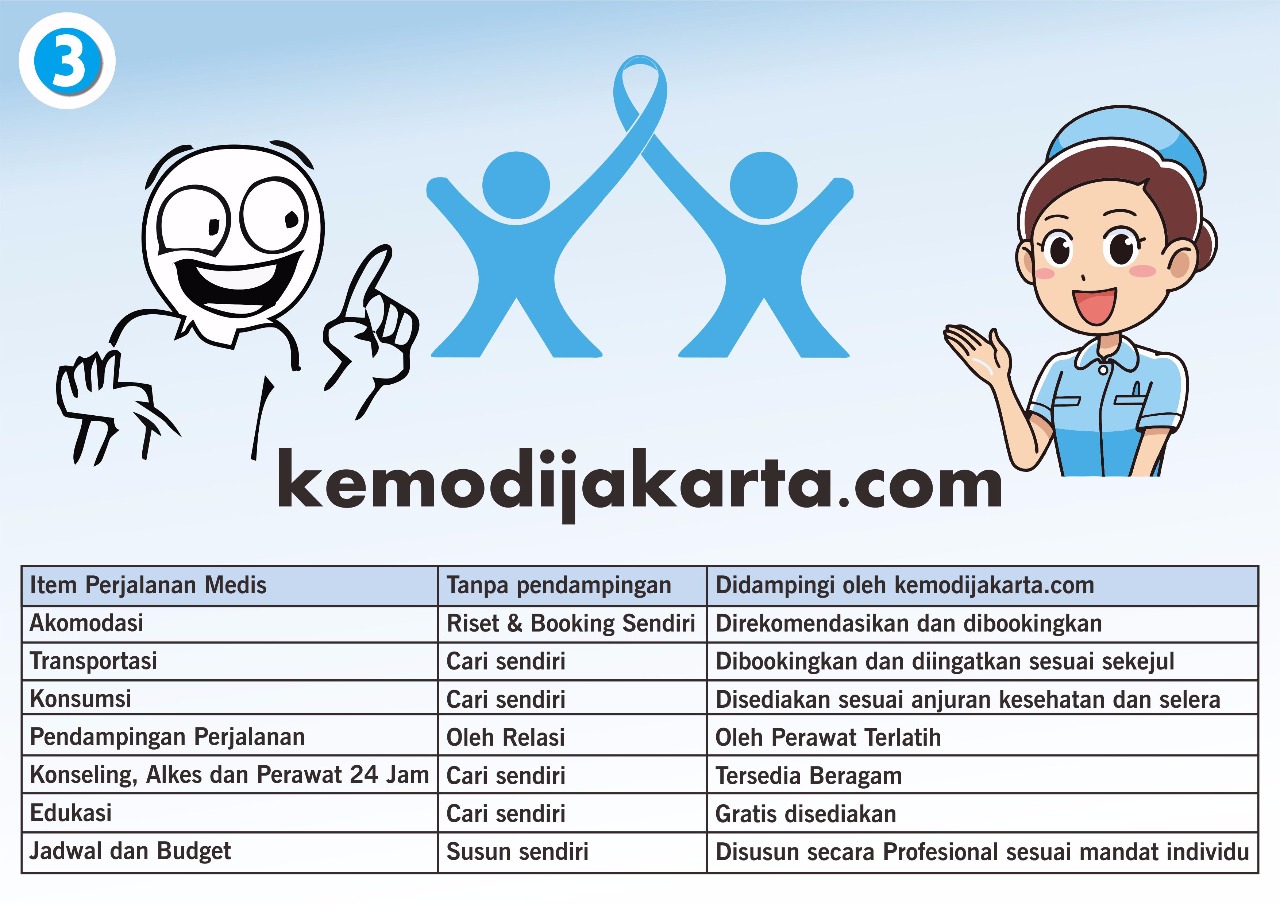 3
kemodijakarta.com
Item Perjalanan Medis Tanpa pendampingan Didampingi oleh kemodijakarta.com
Akomodasi Riset & Booking Sendiri Direkomendasikan dan dibookingkan
Transportasi Cari sendiri Dibookingkan dan diingatkan sesuai sekejul
Konsumsi Cari sendiri Disediakan sesuai anjuran kesehatan dan selera
Pendampingan Perjalanan Oleh Relasi Oleh Perawat Terlatih
Konseling, Alkes dan Perawat 24 Jam Cari sendiri Tersedia Beragam
Edukasi Cari sendiri Gratis disediakan
Jadwal dan Budget Susun sendiri Disusun secara Profesional sesuai mandat individu